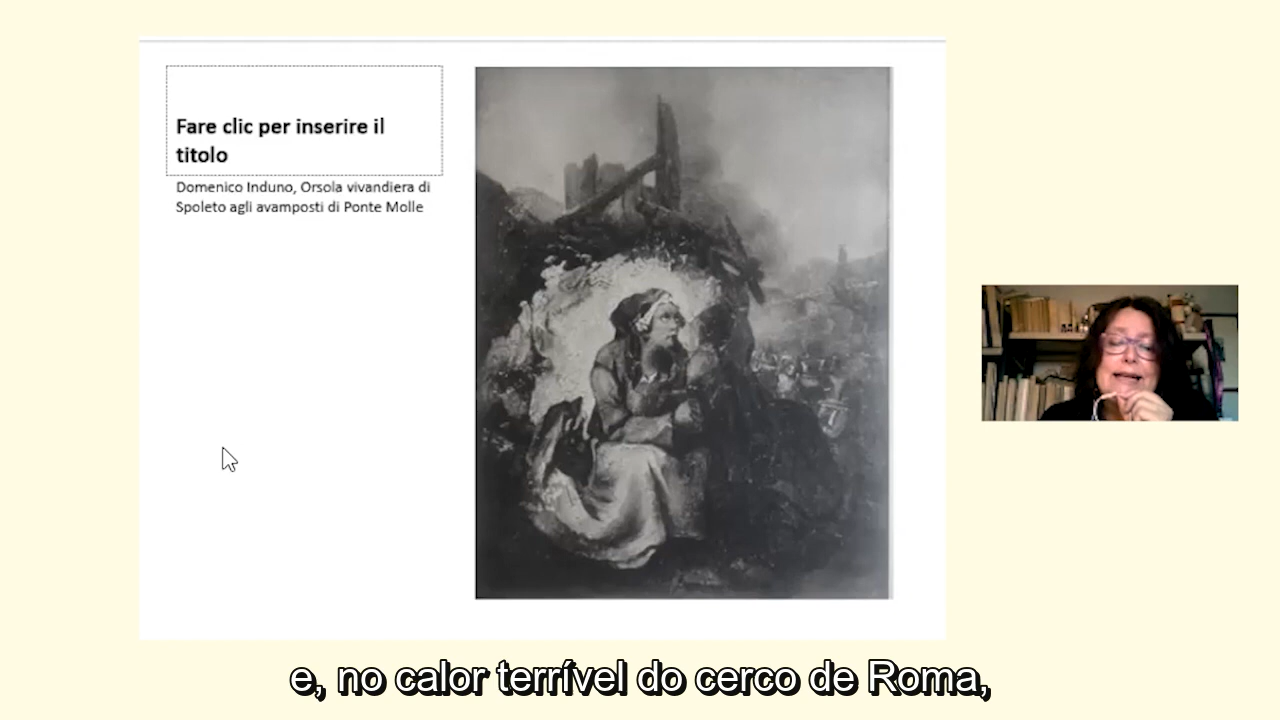 Fare clic per inserire il
titolo
Domenico Induno, Orsola vivandiera di
Spoleto agli avamposti di Ponte Molle
e, no calor terrível do cerco de Roma,